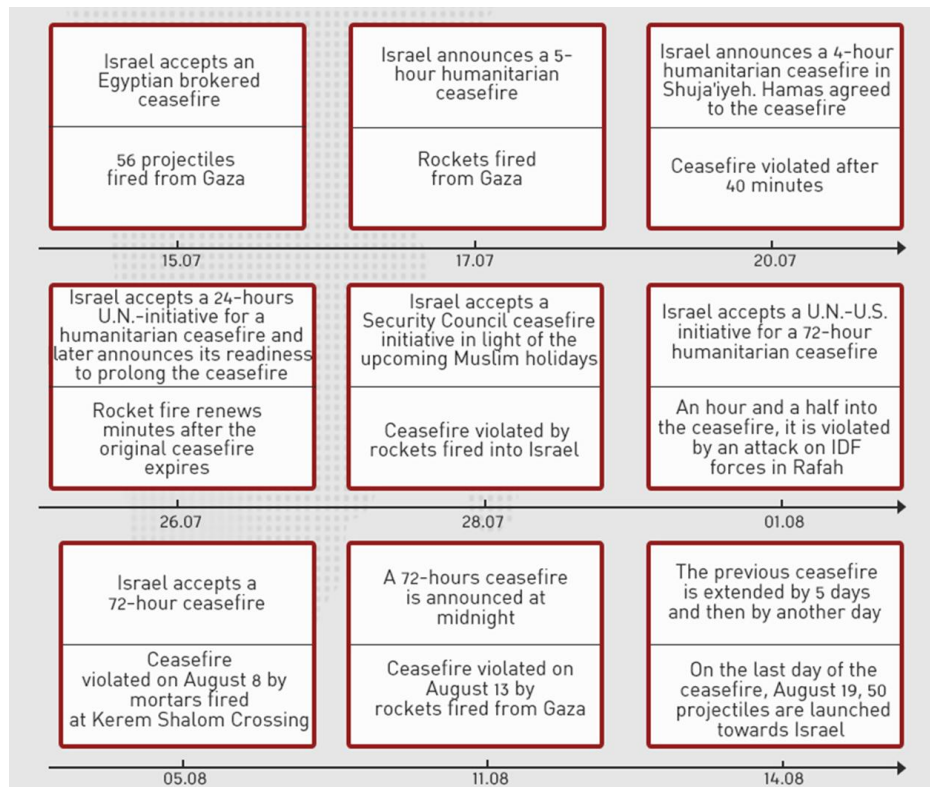 Israel accepts an
Egyptian brokered
ceasefire
56 projectiles
fired from Gaza
15.07
Israel announces a 5-
hour humanitarian
ceasefire
Rockets fired
from Gaza
17.07
Israel announces a 4-hour
humanitarian ceasefire in
Shuja'iyeh. Hamas agreed
to the ceasefire
Ceasefire violated after
40 minutes
20.07
Israel accepts a 24-hours
U.N.-initiative for a
humanitarian ceasefire and
later announces its readiness
to prolong the ceasefire
Rocket fire renews
minutes after the
original ceasefire
expires
26.07
Israel accepts a
Security Council ceasefire
initiative in light of the
upcoming Muslim holidays
Ceasefire violated by
rockets fired into Israel
28.07
Israel accepts a U.N.-U.S.
initiative for a 72-hour
humanitarian ceasefire
An hour and a half into
the ceasefire, it is violated
by an attack on IDF
forces in Rafah
01.08
Israel accepts a
72-hour ceasefire
Ceasefire
violated on August 8 by
mortars fired
at Kerem Shalom Crossing
05.08
A 72-hours ceasefire
is announced at
midnight
Ceasefire violated on
August 13 by
rockets fired from Gaza
11.08
The previous ceasefire
is extended by 5 days
and then by another day
On the last day of the
ceasefire, August 19, 50
projectiles are launched
towards Israel
14.08